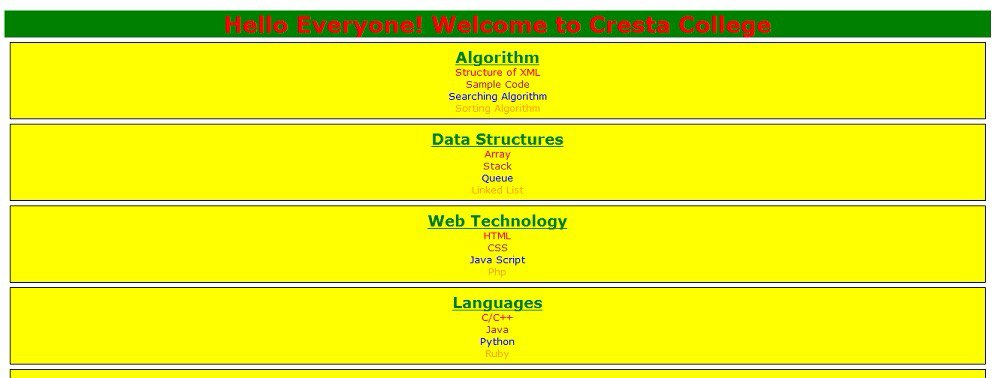 Hello Everyone! Welcome to Cresta College
Algorithm
Structure of XML
Sample Code
Searching Algorithm
Sorting Algorithm
Data Structures
Array
Stack
Queue
Linked List
Web Technology
HTML
CSS
Java Script
Php
Languages
C/C++
Java
Python
Ruby